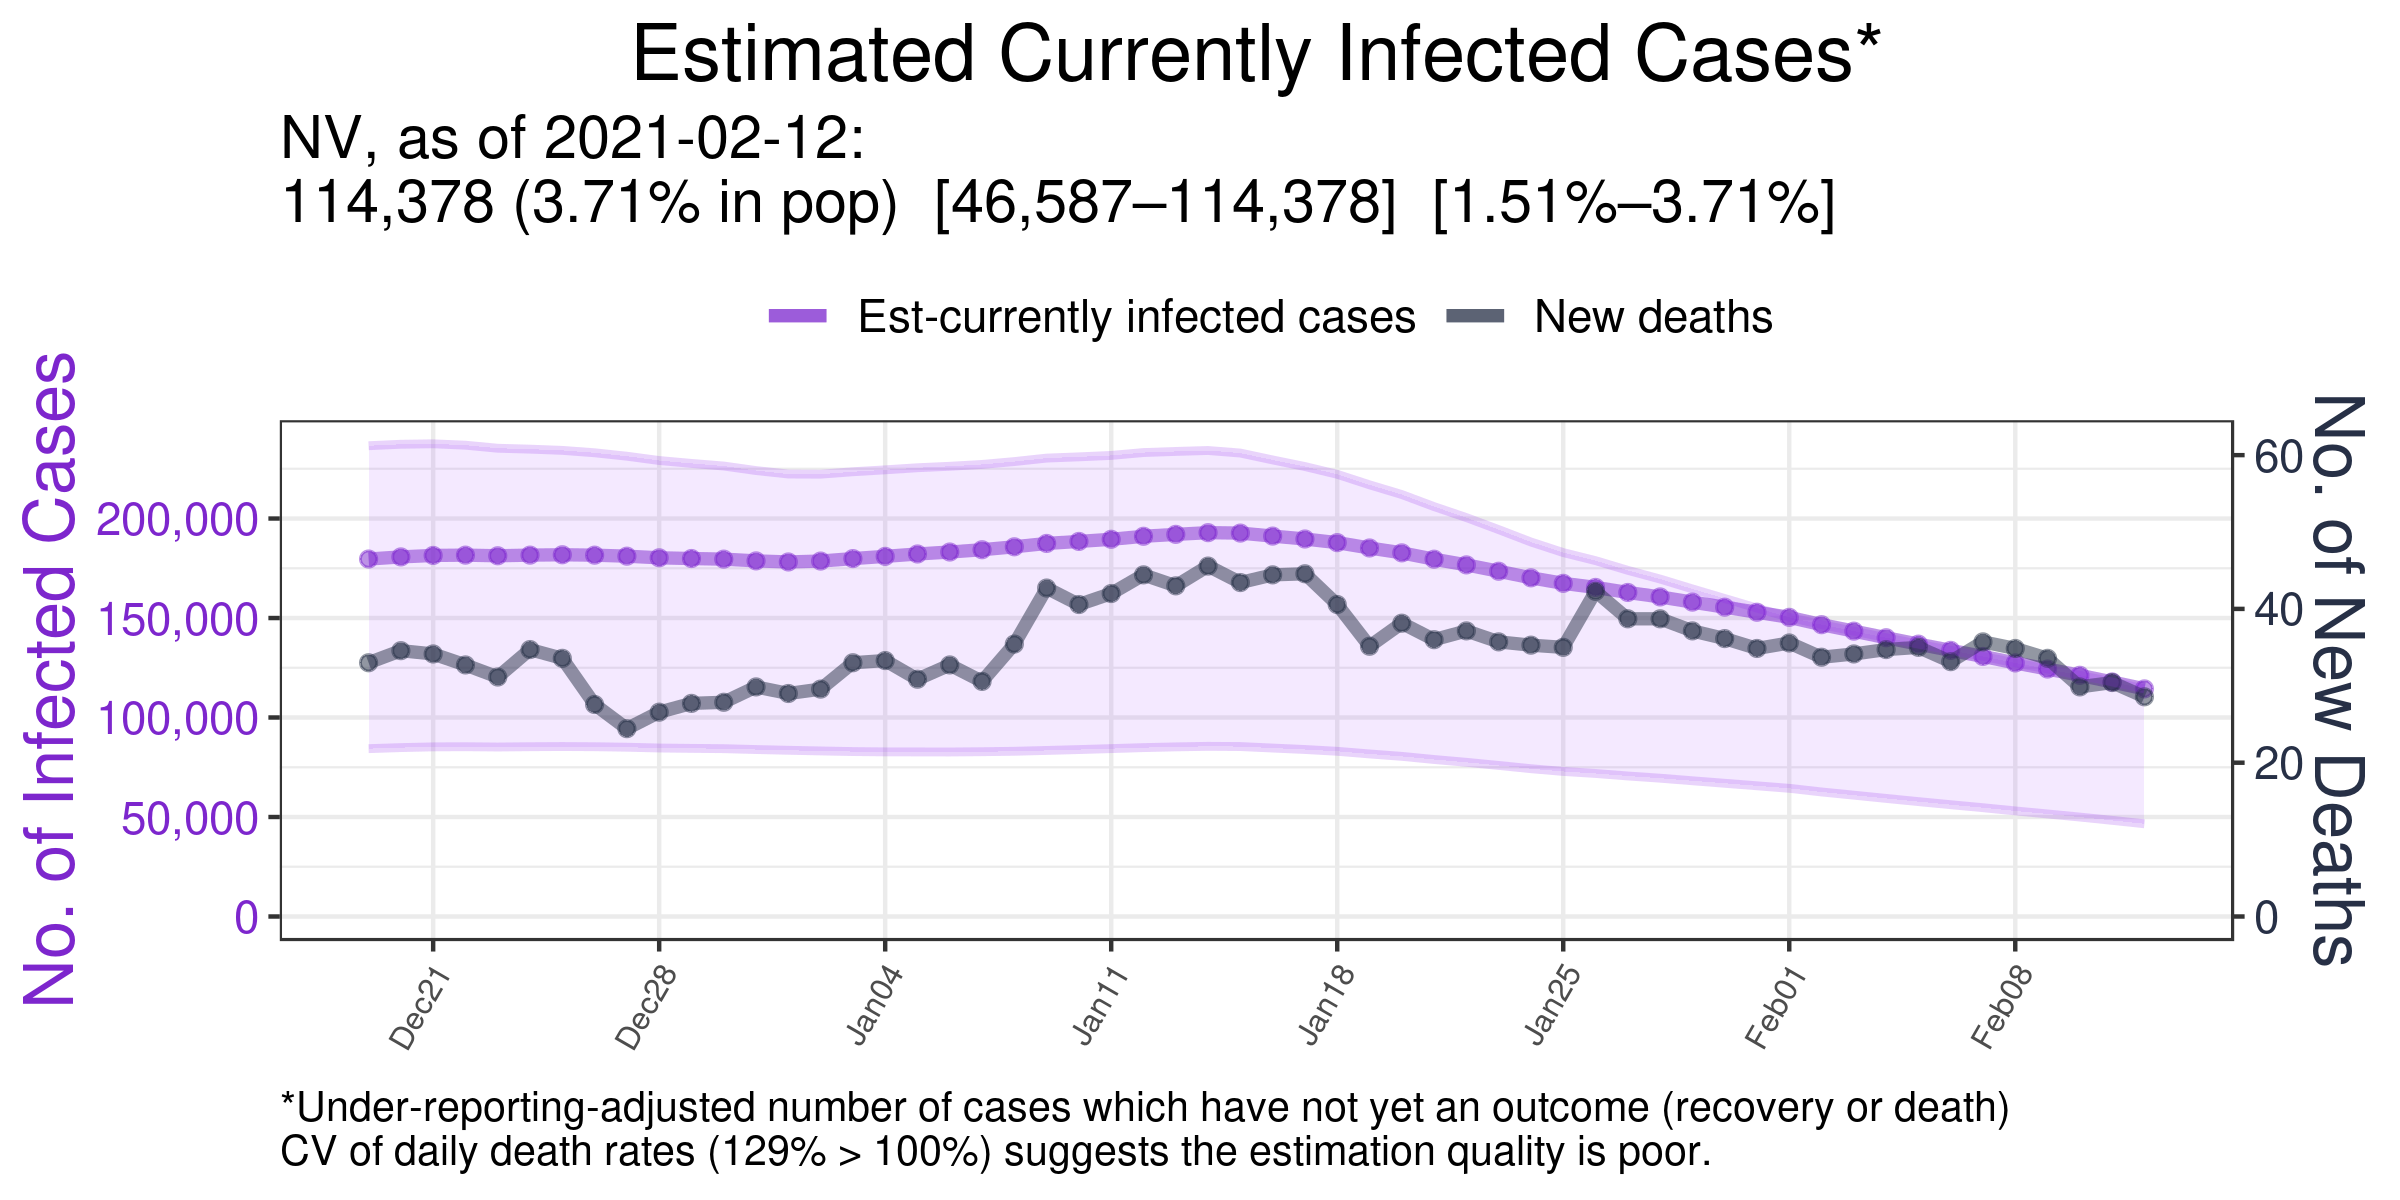 Estimated Currently Infected Cases*
NV, as of 2021-02-12:
114,378 (3.71% in pop)  [46,587–114,378]  [1.51%–3.71%]
Est-currently infected cases
New deaths
No. of Infected Cases
200,000
150,000
100,000
50,000
0
60
40
20
0
No. of New Deaths
Dec21
Dec28
Jan04
Jan11
Jan18
Jan25
Feb01
Feb08
*Under-reporting-adjusted number of cases which have not yet an outcome (recovery or death)
CV of daily death rates (129% > 100%) suggests the estimation quality is poor.